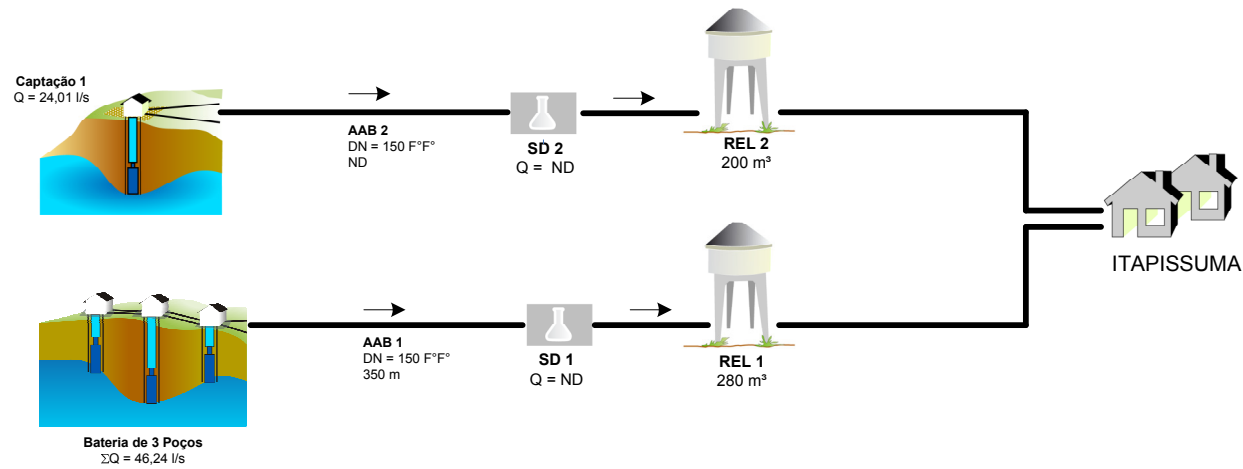 Captação 1
Q = 24,01 l/s
AAB 2
DN = 150 F°F°
ND
SD 2
Q = ND
REL 2
200 m³
ITAPISSUMA
AAB 1
DN = 150 F°F°
350 m
SD 1
Q = ND
REL 1
280 m³
Bateria de 3 Poços
ΣQ = 46,24 l/s